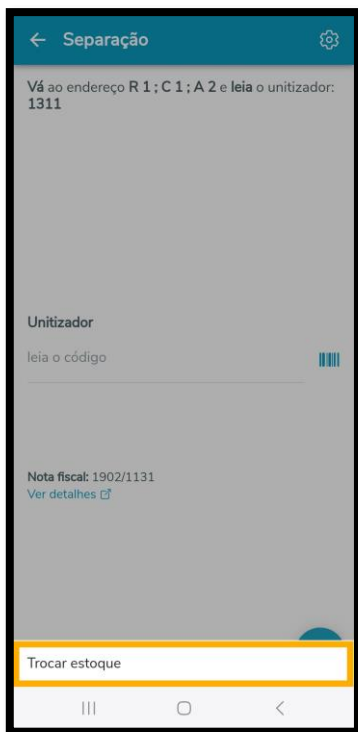 Separação
Vá ao endereço R 1 ; C 1 ; A 2 e leia o unitizador:
1311
Unitizador
leia o código
Nota fiscal: 1902/1131
Ver detalhes
Trocar estoque